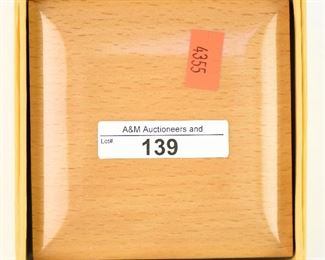 4355
A&M Auctioneers and
Lot#.
139